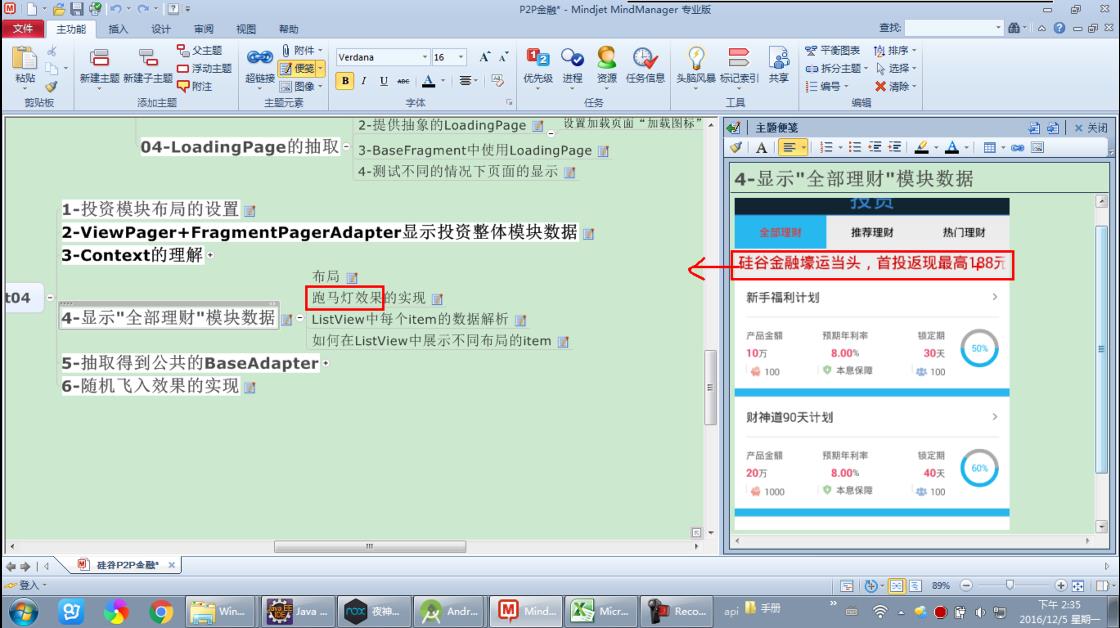 P2P金融* - Mindjet MindManager 专业版
文件 主功能 插入 设计 审阅 视图 帮助 查找:
粘贴 新建主题 新建子主题 父主题 浮动主题 附注 超链接 附件 便笺 图像
Verdana 16
B I U ABC A
优先级 进程 资源 任务信息 头脑风暴 标记索引 共享 平衡图表 拆分主题 编号 排序 选择 清除
剪贴板 添加主题 主题元素 字体 任务 工具 编辑
2-提供抽象的LoadingPage 设置加载页面“加载图标”
04-LoadingPage的抽取
3-BaseFragment中使用LoadingPage
4-测试不同的情况下页面的显示
1-投资模块布局的设置
2-ViewPager+FragmentPagerAdapter显示投资整体模块数据
3-Context的理解
布局
t04
跑马灯效果的实现
4-显示"全部理财"模块数据
ListView中每个item的数据解析
如何在ListView中展示不同布局的item
5-抽取得到公共的BaseAdapter
6-随机飞入效果的实现
主题便笺 关闭
4-显示"全部理财"模块数据
投资
全部理财 推荐理财 热门理财
硅谷金融壕运当头，首投返现最高188元
新手福利计划
产品金额 预期年利率 锁定期
10万 8.00% 30天 50%
100 本息保障 100
财神道90天计划
产品金额 预期年利率 锁定期
20万 8.00% 40天 60%
1000 本息保障 100
硅谷P2P金融*
登入 89%
Win... Java ... 夜神... Andr... Mind... Micr... Reco... api 手册
下午 2:35
2016/12/5 星期一